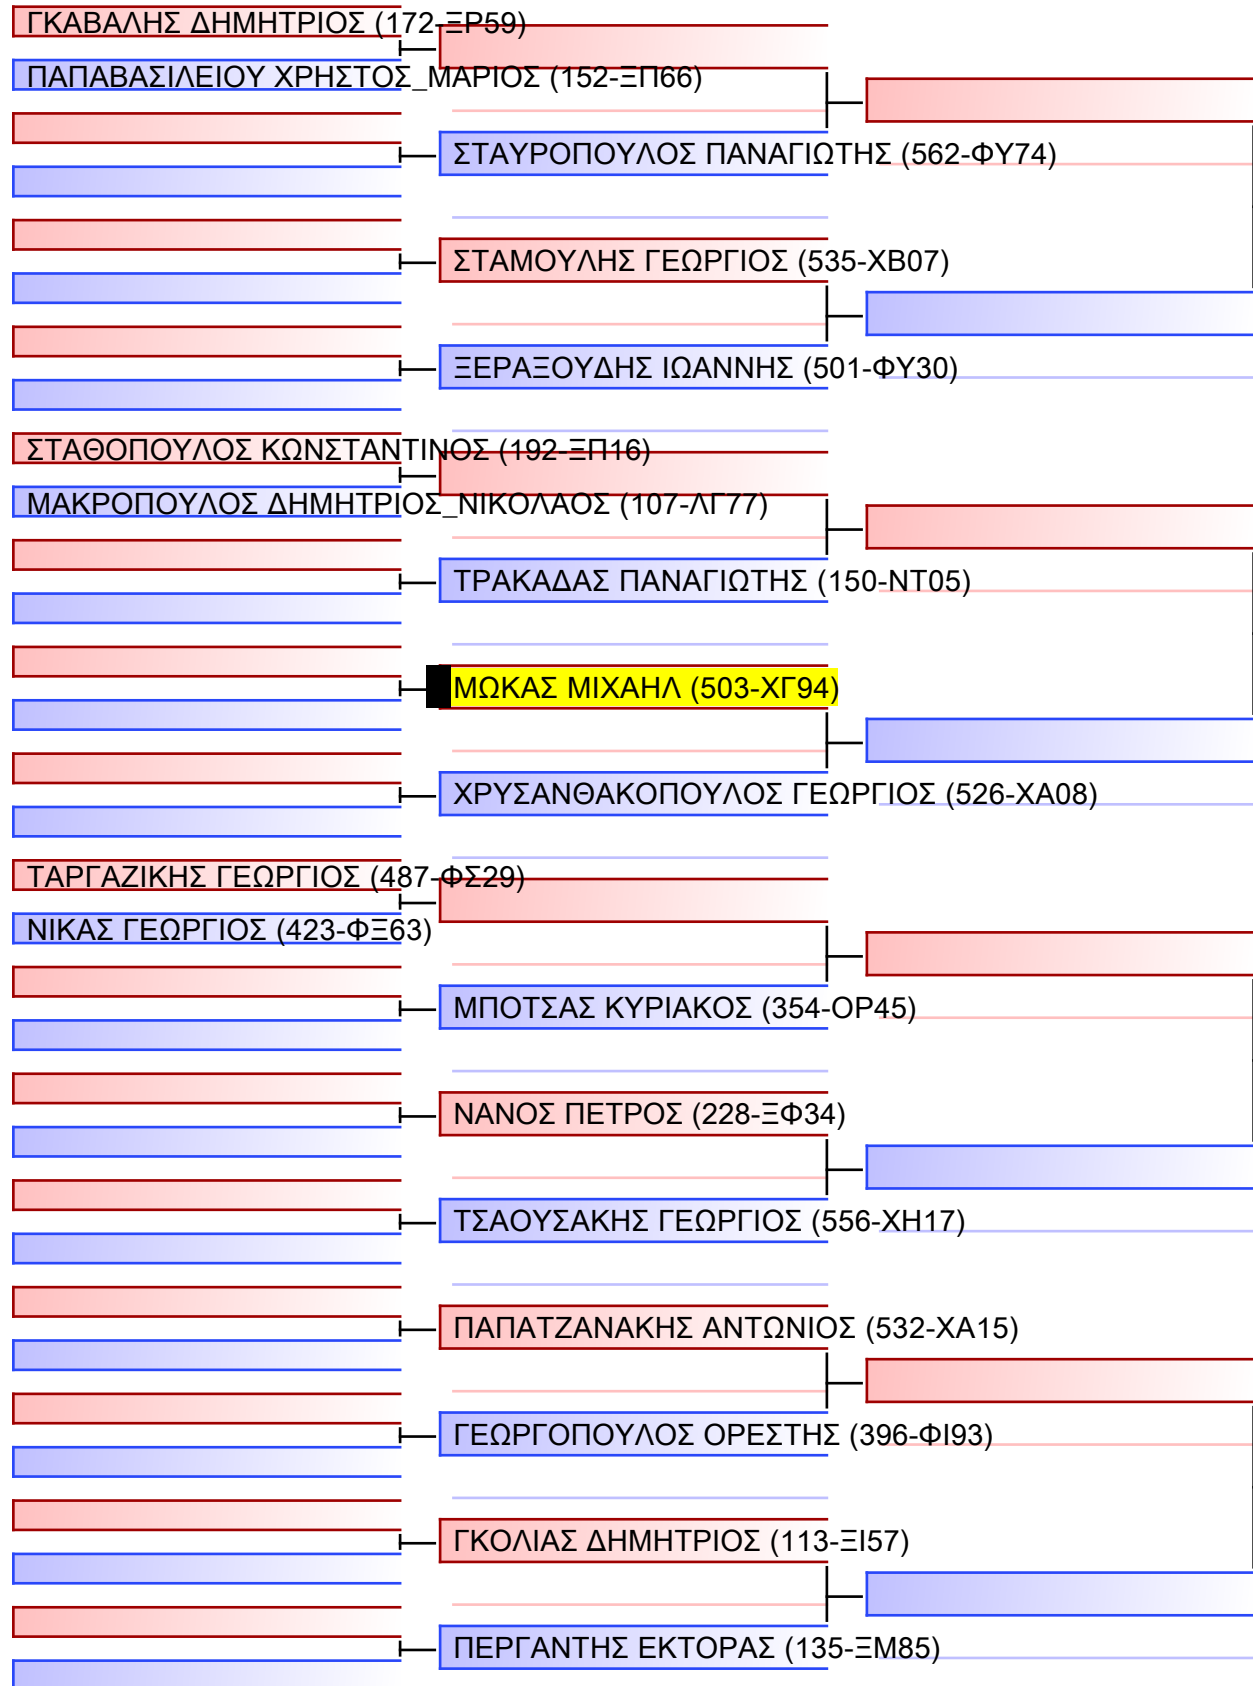 ΓΚΑΒΑΛΗΣ ΔΗΜΗΤΡΙΟΣ (172-ΞΡ59)
ΠΑΠΑΒΑΣΙΛΕΙΟΥ ΧΡΗΣΤΟΣ_ΜΑΡΙΟΣ (152-ΞΠ66)
ΣΤΑΥΡΟΠΟΥΛΟΣ ΠΑΝΑΓΙΩΤΗΣ (562-ΦΥ74)
ΣΤΑΜΟΥΛΗΣ ΓΕΩΡΓΙΟΣ (535-ΧΒ07)
ΞΕΡΑΞΟΥΔΗΣ ΙΩΑΝΝΗΣ (501-ΦΥ30)
ΣΤΑΘΟΠΟΥΛΟΣ ΚΩΝΣΤΑΝΤΙΝΟΣ (192-ΞΠ16)
ΜΑΚΡΟΠΟΥΛΟΣ ΔΗΜΗΤΡΙΟΣ_ΝΙΚΟΛΑΟΣ (107-ΛΓ77)
ΤΡΑΚΑΔΑΣ ΠΑΝΑΓΙΩΤΗΣ (150-ΝΤ05)
ΜΩΚΑΣ ΜΙΧΑΗΛ (503-ΧΓ94)
ΧΡΥΣΑΝΘΑΚΟΠΟΥΛΟΣ ΓΕΩΡΓΙΟΣ (526-ΧΑ08)
ΤΑΡΓΑΖΙΚΗΣ ΓΕΩΡΓΙΟΣ (487-ΦΣ29)
ΝΙΚΑΣ ΓΕΩΡΓΙΟΣ (423-ΦΞ63)
ΜΠΟΤΣΑΣ ΚΥΡΙΑΚΟΣ (354-ΟΡ45)
ΝΑΝΟΣ ΠΕΤΡΟΣ (228-ΞΦ34)
ΤΣΑΟΥΣΑΚΗΣ ΓΕΩΡΓΙΟΣ (556-ΧΗ17)
ΠΑΠΑΤΖΑΝΑΚΗΣ ΑΝΤΩΝΙΟΣ (532-ΧΑ15)
ΓΕΩΡΓΟΠΟΥΛΟΣ ΟΡΕΣΤΗΣ (396-ΦΙ93)
ΓΚΟΛΙΑΣ ΔΗΜΗΤΡΙΟΣ (113-ΞΙ57)
ΠΕΡΓΑΝΤΗΣ ΕΚΤΟΡΑΣ (135-ΞΜ85)